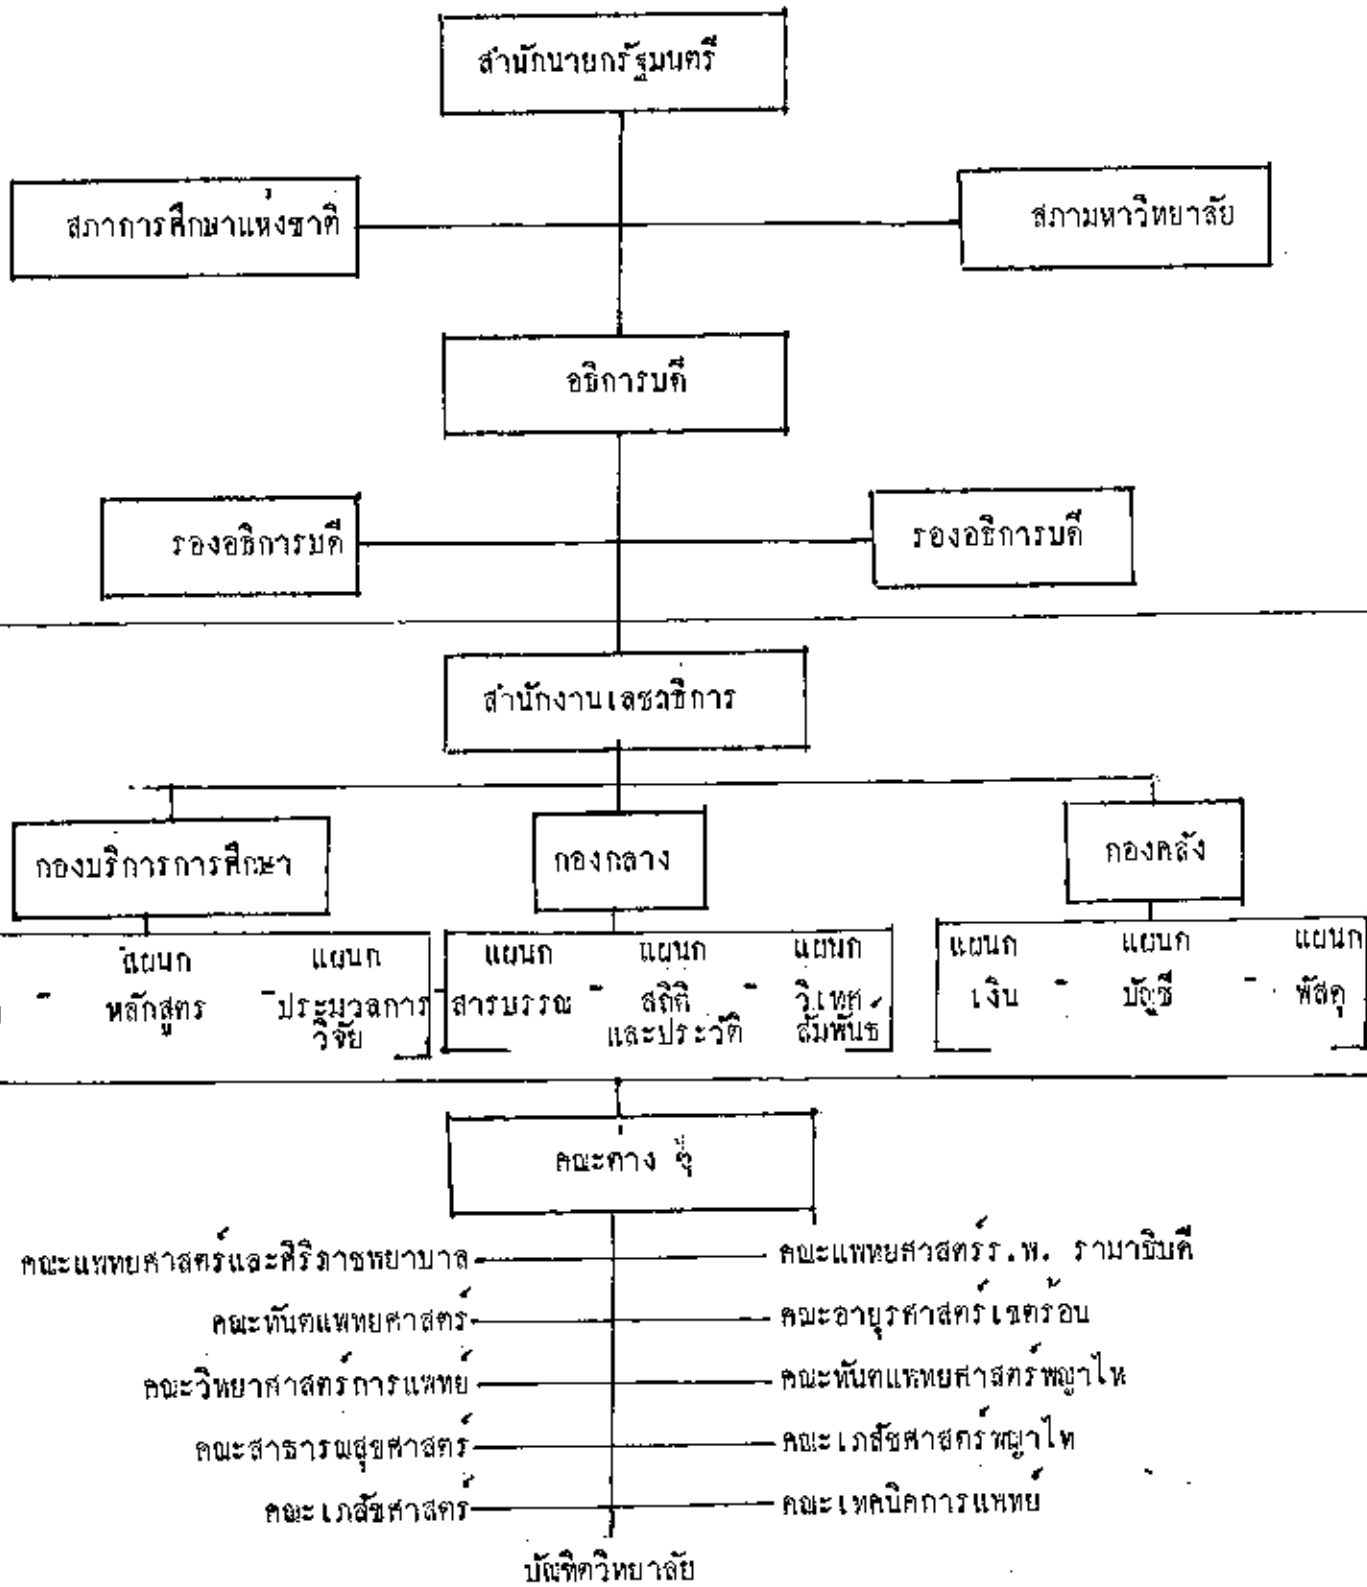 สำนักนายกรัฐมนตรี
สภาการศึกษาแห่งชาติ
สภามหาวิทยาลัย
อธิการบดี
รองอธิการบดี
รองอธิการบดี
สำนักงานเลขาธิการ
กองบริการการศึกษา
กองกลาง
กองคลัง
แผนก
หลักสูตร
แผนก
ประมวลการ
วิจัย
แผนก
สารบรรณ
แผนก
สถิติ
และประวัติ
แผนก
วิเทศ
สัมพันธ์
แผนก
เงิน
แผนก
บัญชี
แผนก
พัสดุ
คณะต่าง ๆ
คณะแพทยศาสตร์และศิริราชพยาบาล
คณะแพทยศาสตร์ร.พ. รามาธิบดี
คณะทันตแพทยศาสตร์
คณะอายุรศาสตร์เขตร้อน
คณะวิทยาศาสตร์การแพทย์
คณะทันตแพทยศาสตร์พญาไท
คณะสาธารณสุขศาสตร์
คณะเภสัชศาสตร์พญาไท
คณะเภสัชศาสตร์
คณะเทคนิคการแพทย์
บัณฑิตวิทยาลัย